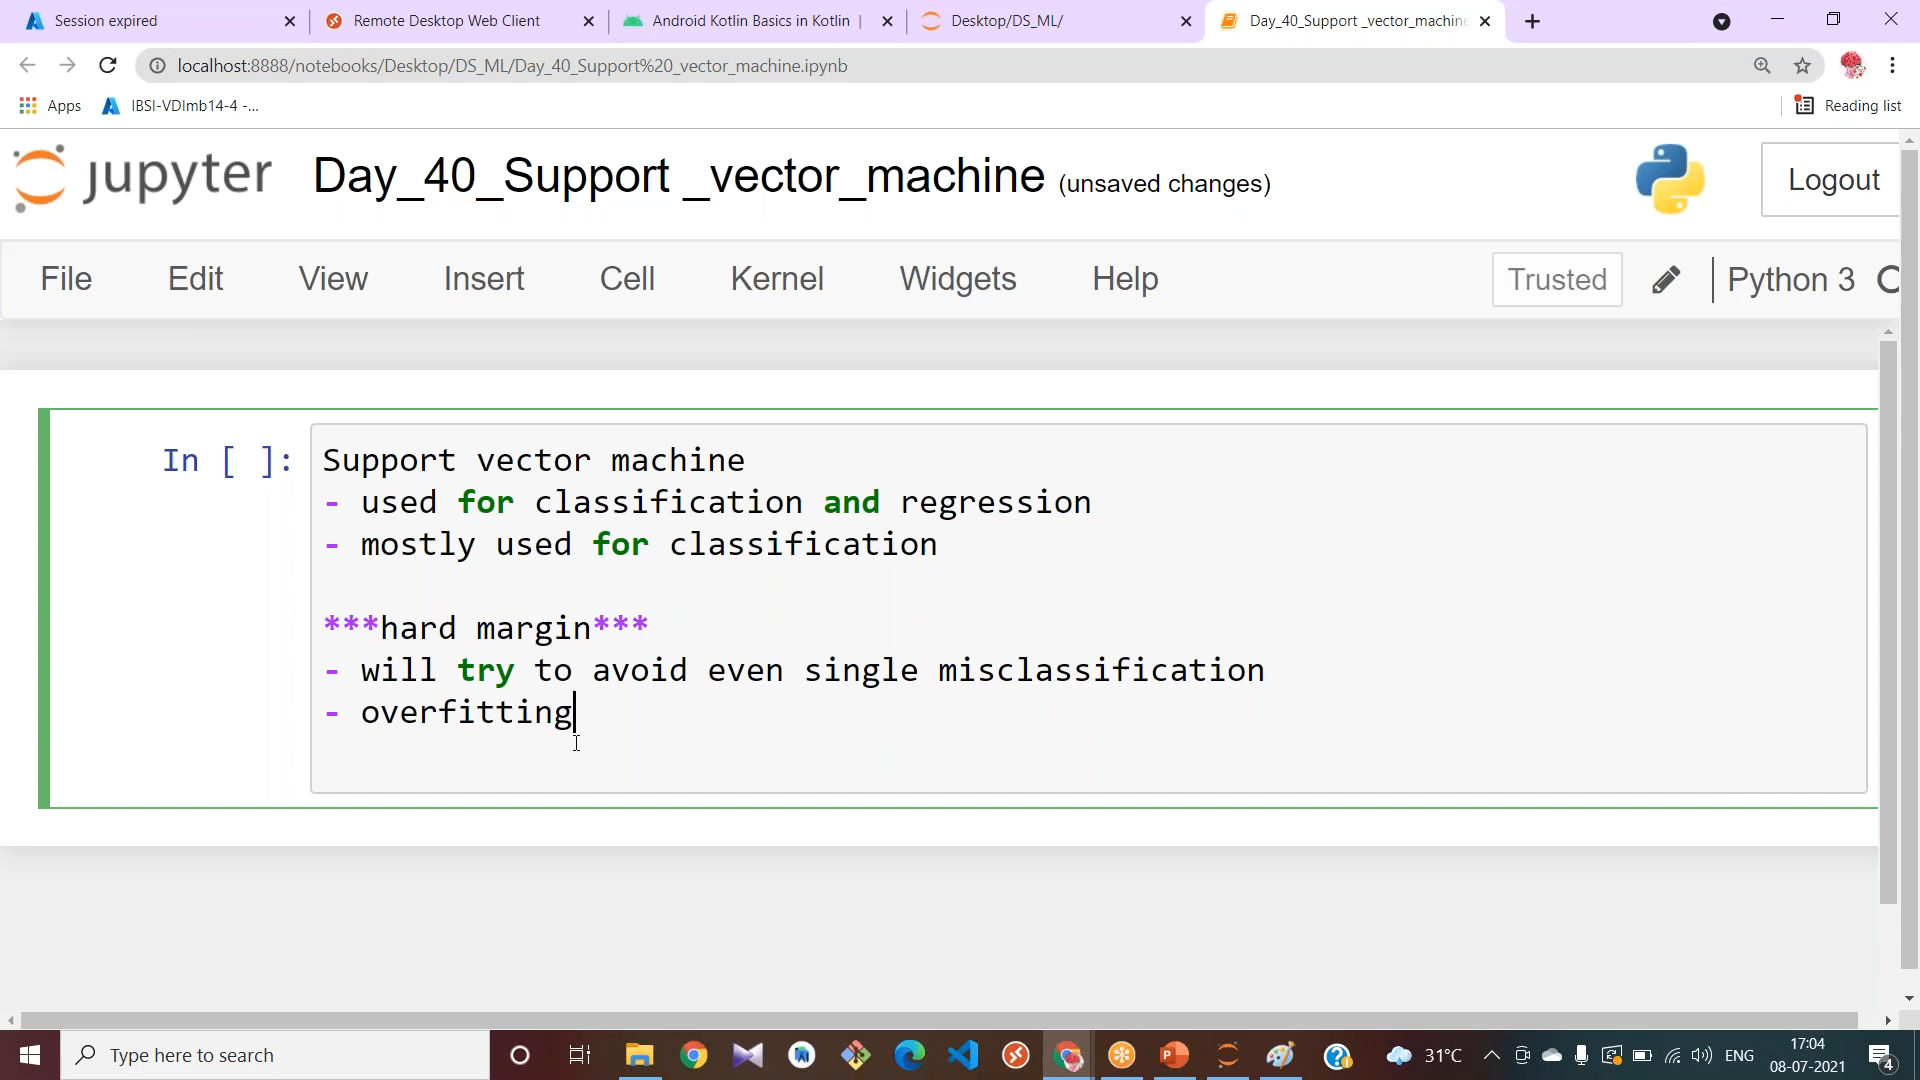 Session expired
Remote Desktop Web Client
Android Kotlin Basics in Kotlin |
Desktop/DS_ML/
Day_40_Support _vector_machine
localhost:8888/notebooks/Desktop/DS_ML/Day_40_Support%20_vector_machine.ipynb
Apps
IBSI-VDImb14-4 -...
Reading list
jupyter
Day_40_Support _vector_machine (unsaved changes)
Logout
File Edit View Insert Cell Kernel Widgets Help
Trusted
Python 3
In [ ]:
Support vector machine
- used for classification and regression
- mostly used for classification
***hard margin***
- will try to avoid even single misclassification
- overfitting
Type here to search
31°C
ENG
17:04
08-07-2021
4